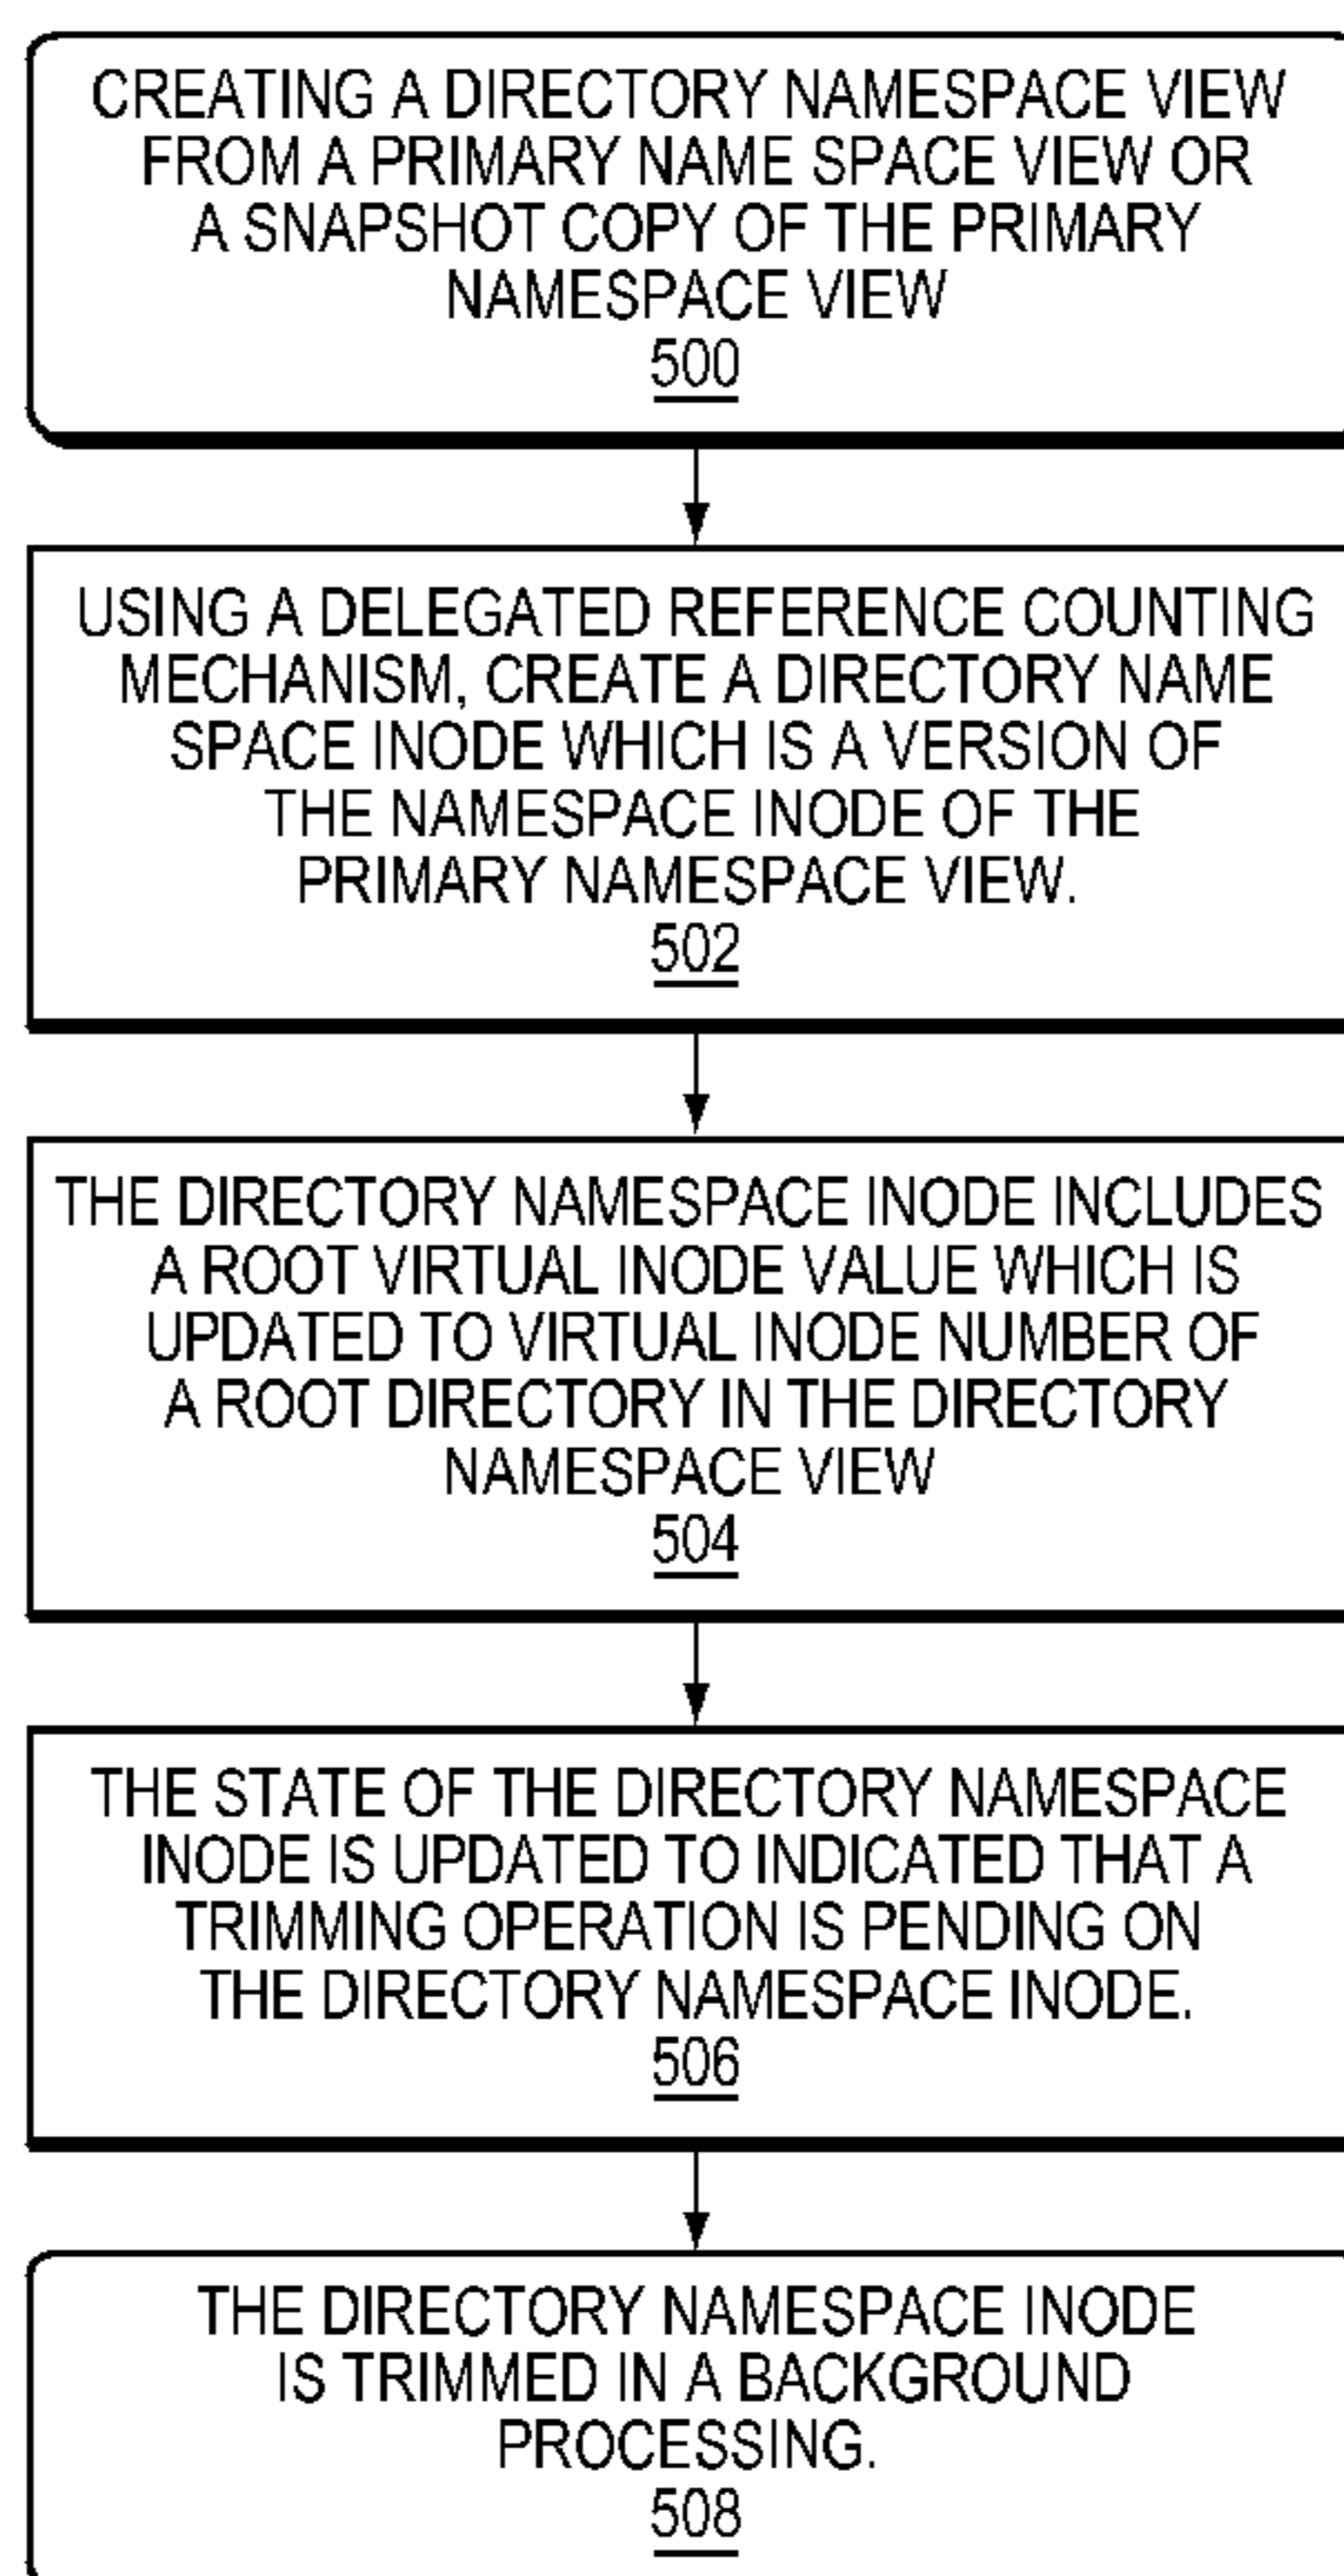 CREATING A DIRECTORY NAMESPACE VIEW
FROM A PRIMARY NAME SPACE VIEW OR
A SNAPSHOT COPY OF THE PRIMARY
NAMESPACE VIEW
500
USING A DELEGATED REFERENCE COUNTING
MECHANISM, CREATE A DIRECTORY NAME
SPACE INODE WHICH IS A VERSION OF
THE NAMESPACE INODE OF THE
PRIMARY NAMESPACE VIEW.
502
THE DIRECTORY NAMESPACE INODE INCLUDES
A ROOT VIRTUAL INODE VALUE WHICH IS
UPDATED TO VIRTUAL INODE NUMBER OF
A ROOT DIRECTORY IN THE DIRECTORY
NAMESPACE VIEW
504
THE STATE OF THE DIRECTORY NAMESPACE
INODE IS UPDATED TO INDICATED THAT A
TRIMMING OPERATION IS PENDING ON
THE DIRECTORY NAMESPACE INODE.
506
THE DIRECTORY NAMESPACE INODE
IS TRIMMED IN A BACKGROUND
PROCESSING.
508